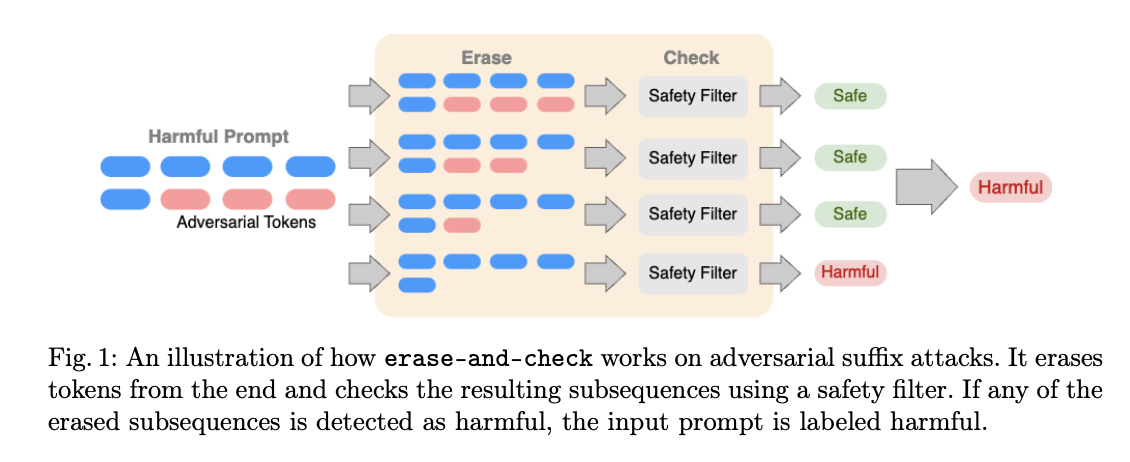 Erase
Check
Safety Filter
Safe
Harmful Prompt
Safety Filter
Safe
Harmful
Adversarial Tokens
Safety Filter
Safe
Safety Filter
Harmful
Fig. 1: An illustration of how erase-and-check works on adversarial suffix attacks. It erases
tokens from the end and checks the resulting subsequences using a safety filter. If any of the
erased subsequences is detected as harmful, the input prompt is labeled harmful.